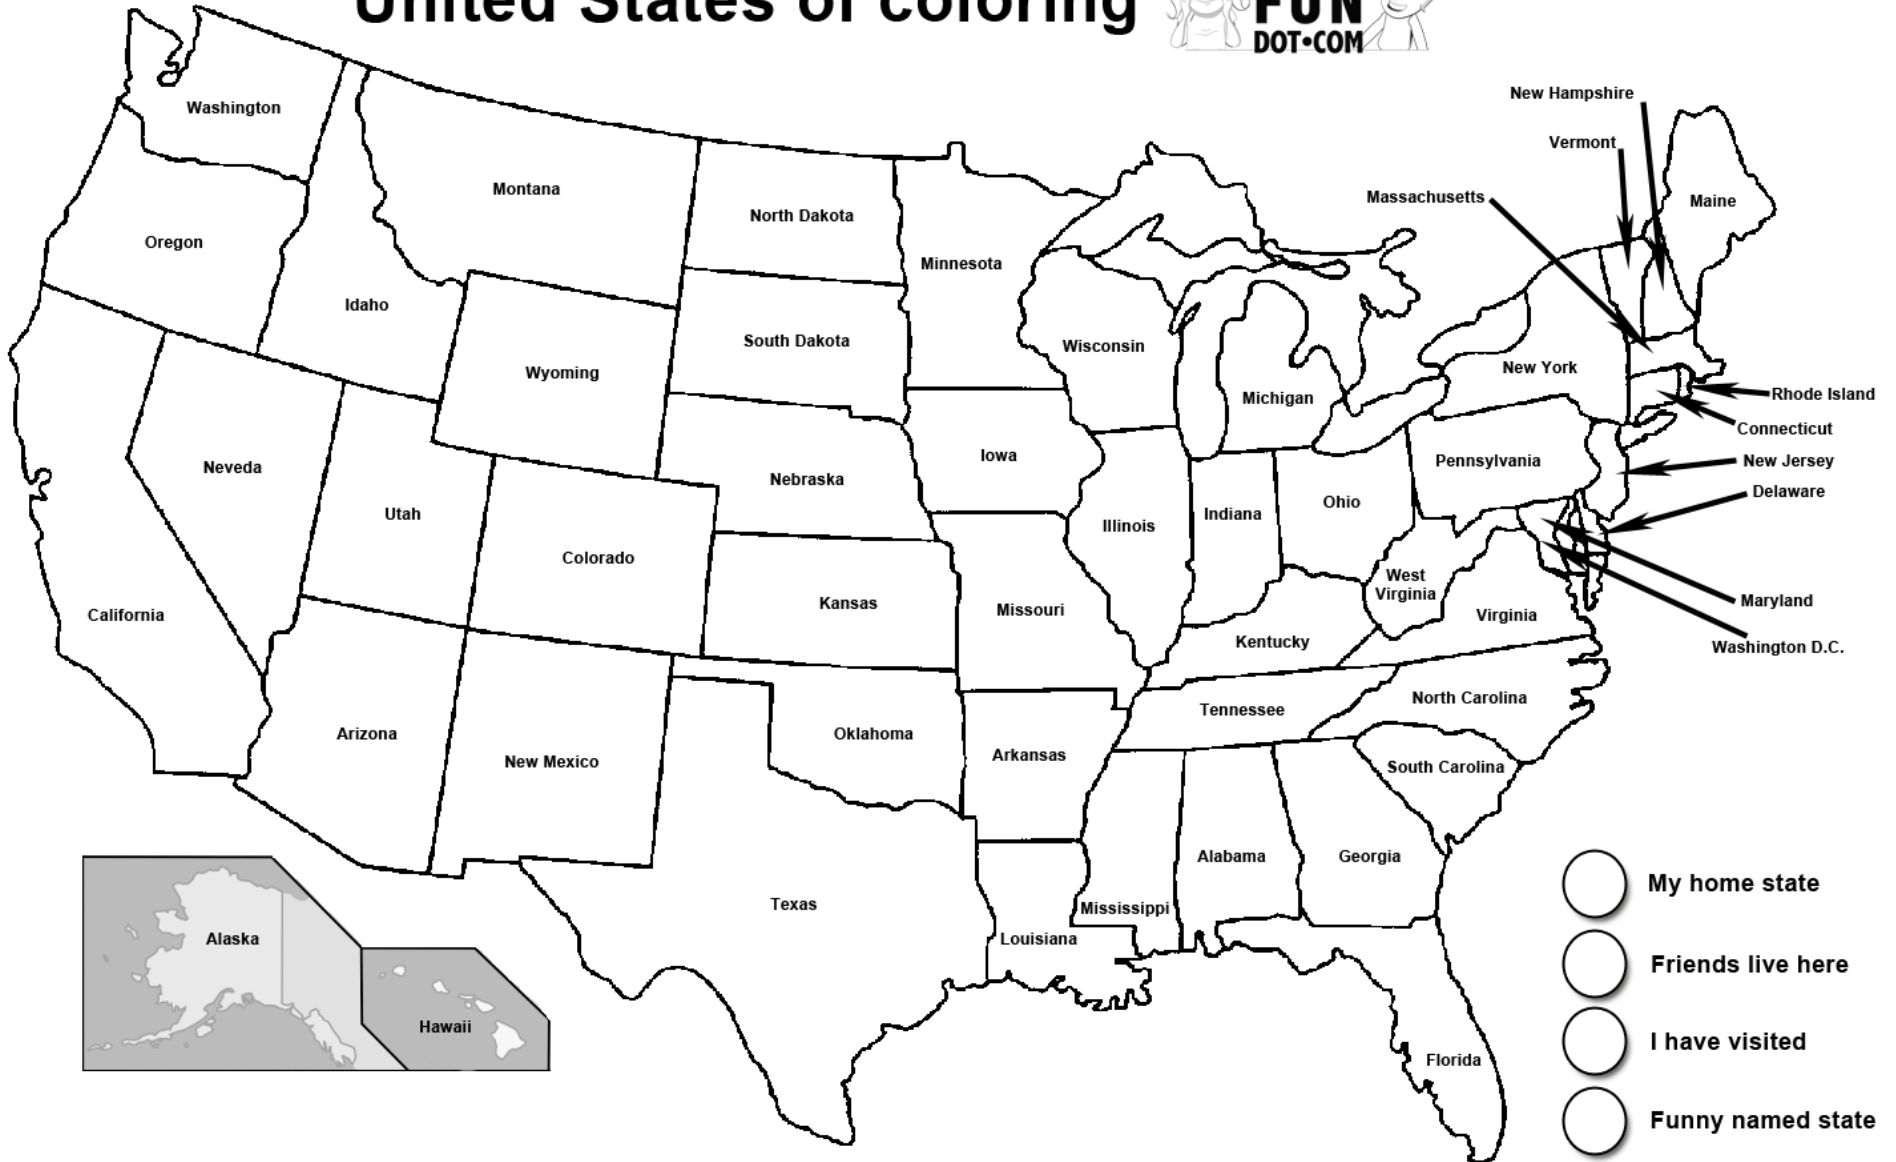 United States of coloring
FUN
DOT•COM
New Hampshire
Vermont
Massachusetts
Maine
Washington
Montana
North Dakota
Minnesota
Oregon
Idaho
Wyoming
South Dakota
Wisconsin
Michigan
New York
Rhode Island
Connecticut
New Jersey
Delaware
Pennsylvania
Iowa
Nebraska
Neveda
Utah
Colorado
Kansas
Missouri
Illinois
Indiana
Ohio
West
Virginia
Virginia
Maryland
Washington D.C.
California
Kentucky
Tennessee
North Carolina
Arizona
New Mexico
Oklahoma
Arkansas
South Carolina
Texas
Louisiana
Mississippi
Alabama
Georgia
Florida
Alaska
Hawaii
My home state
Friends live here
I have visited
Funny named state